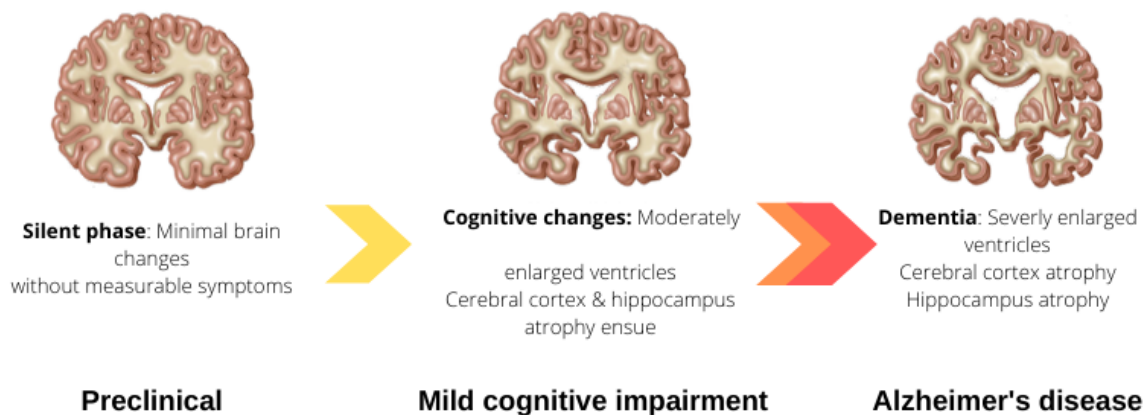 Silent phase: Minimal brain
changes
without measurable symptoms
Cognitive changes: Moderately
enlarged ventricles
Cerebral cortex & hippocampus
atrophy ensue
Dementia: Severly enlarged
ventricles
Cerebral cortex atrophy
Hippocampus atrophy
Preclinical
Mild cognitive impairment
Alzheimer's disease